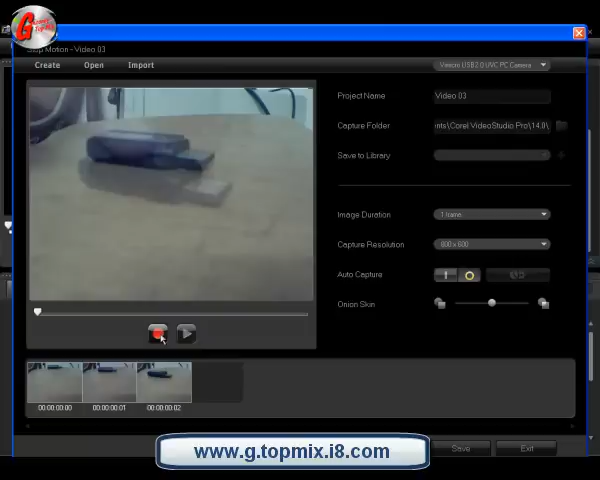 Stop Motion - Video 03
Create Open Import
Vimicro USB2.0 UVC PC Camera
Project Name Video 03
Capture Folder nts\Corel VideoStudio Pro\14.0\
Save to Library
Image Duration 1 frame
Capture Resolution 800 x 600
Auto Capture
Onion Skin
00:00:00:00 00:00:00:01 00:00:00:02
www.g.topmix.i8.com
Save Exit